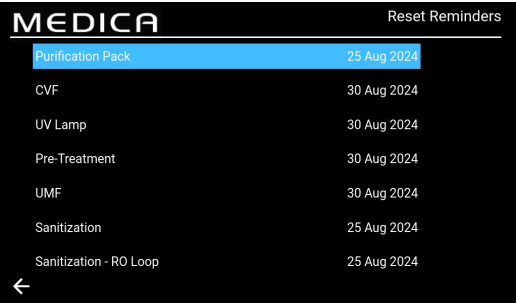 MEDICA
Reset Reminders
Purification Pack 25 Aug 2024
CVF 30 Aug 2024
UV Lamp 30 Aug 2024
Pre-Treatment 30 Aug 2024
UMF 30 Aug 2024
Sanitization 25 Aug 2024
Sanitization - RO Loop 25 Aug 2024